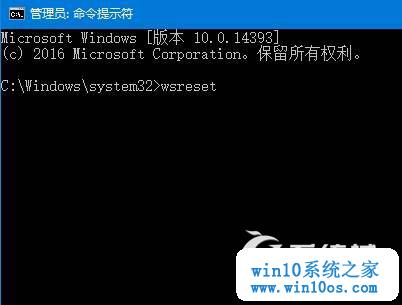 管理员: 命令提示符
Microsoft Windows [版本 10.0.14393]
(c) 2016 Microsoft Corporation。保留所有权利。
C:\Windows\system32>wsreset
win10系统之家
www.win10os.com